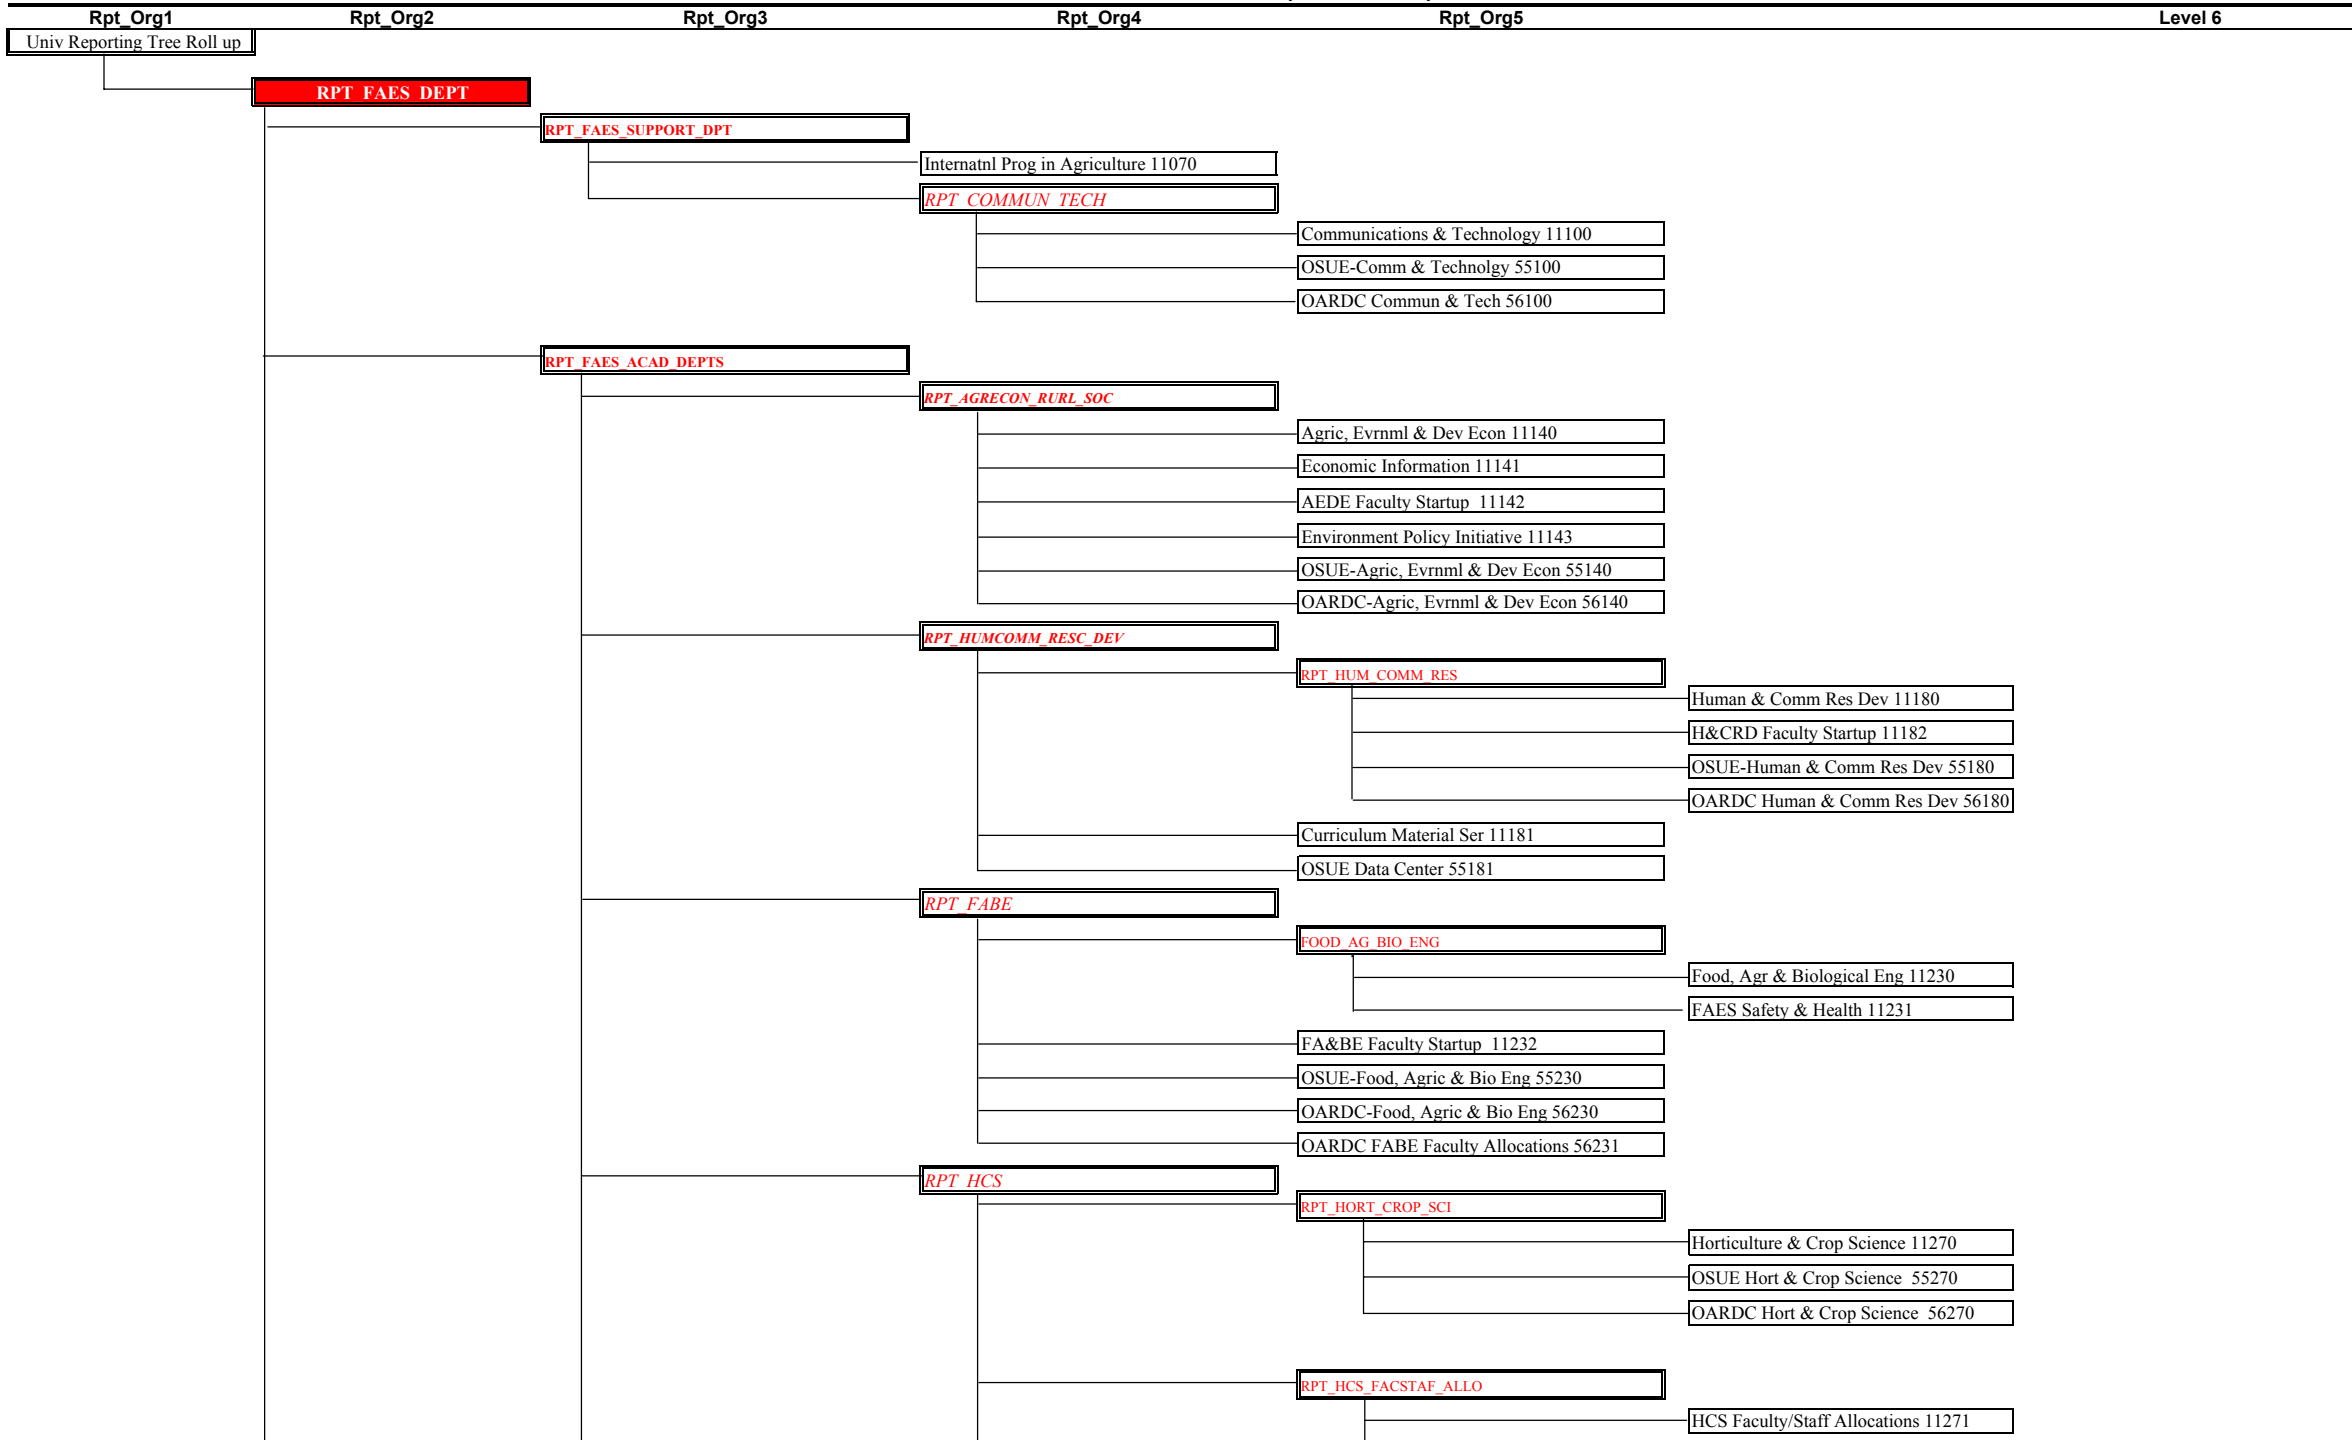 Rpt_Org1 Rpt_Org2 Rpt_Org3 Rpt_Org4 Rpt_Org5 Level 6
Univ Reporting Tree Roll up
RPT_FAES_DEPT
RPT_FAES_SUPPORT_DPT
Internatnl Prog in Agriculture 11070
RPT_COMMUN_TECH
Communications & Technology 11100
OSUE-Comm & Technolgy 55100
OARDC Commun & Tech 56100
RPT_FAES_ACAD_DEPTS
RPT_AGRECON_RURL_SOC
Agric, Evrnml & Dev Econ 11140
Economic Information 11141
AEDE Faculty Startup 11142
Environment Policy Initiative 11143
OSUE-Agric, Evrnml & Dev Econ 55140
OARDC-Agric, Evrnml & Dev Econ 56140
RPT_HUMCOMM_RESC_DEV
RPT_HUM_COMM_RES
Human & Comm Res Dev 11180
H&CRD Faculty Startup 11182
OSUE-Human & Comm Res Dev 55180
OARDC Human & Comm Res Dev 56180
Curriculum Material Ser 11181
OSUE Data Center 55181
RPT_FABE
FOOD_AG_BIO_ENG
Food, Agr & Biological Eng 11230
FAES Safety & Health 11231
FA&BE Faculty Startup 11232
OSUE-Food, Agric & Bio Eng 55230
OARDC-Food, Agric & Bio Eng 56230
OARDC FABE Faculty Allocations 56231
RPT_HCS
RPT_HORT_CROP_SCI
Horticulture & Crop Science 11270
OSUE Hort & Crop Science 55270
OARDC Hort & Crop Science 56270
RPT_HCS_FACSTAF_ALLO
HCS Faculty/Staff Allocations 11271